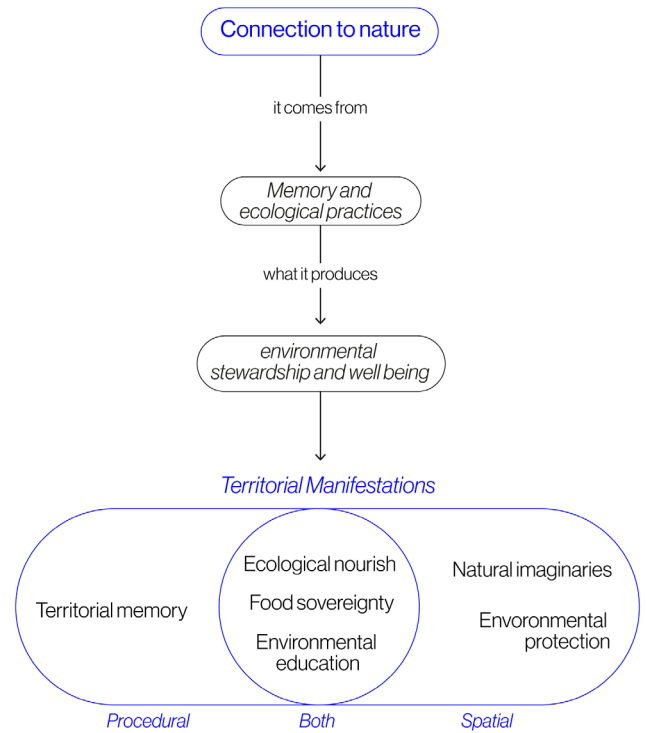 Connection to nature
it comes from
Memory and
ecological practices
what it produces
environmental
stewardship and well being
Territorial Manifestations
Territorial memory
Ecological nourish
Food sovereignty
Environmental
education
Natural imaginaries
Envoronmental
protection
Procedural
Both
Spatial